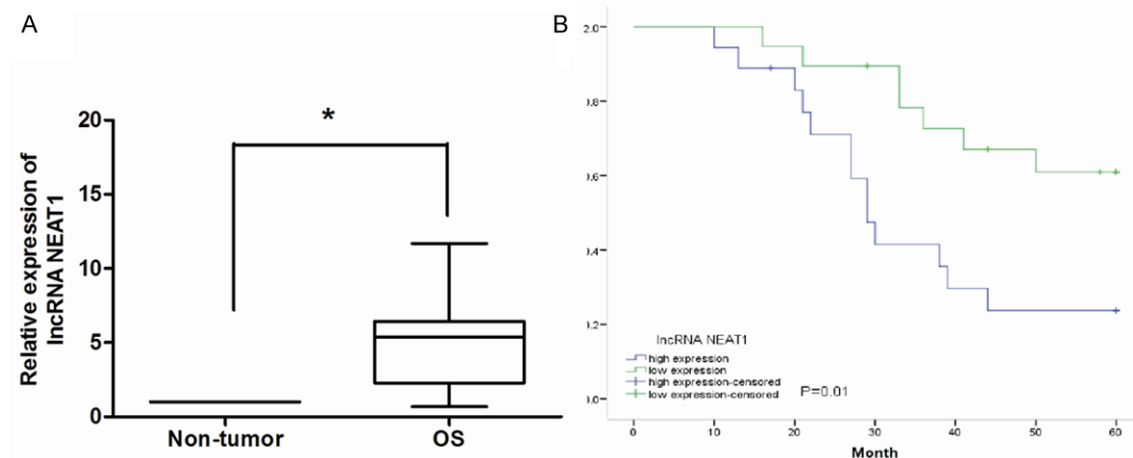 A
Relative expression of
lncRNA NEAT1
20
15
10
5
0
*
Non-tumor
OS
B
2.0
0.8
0.6
0.4
0.2
0.0
lncRNA NEAT1
high expression
low expression
high expression-censored
low expression-censored
P=0.01
0
10
20
30
40
50
60
Month